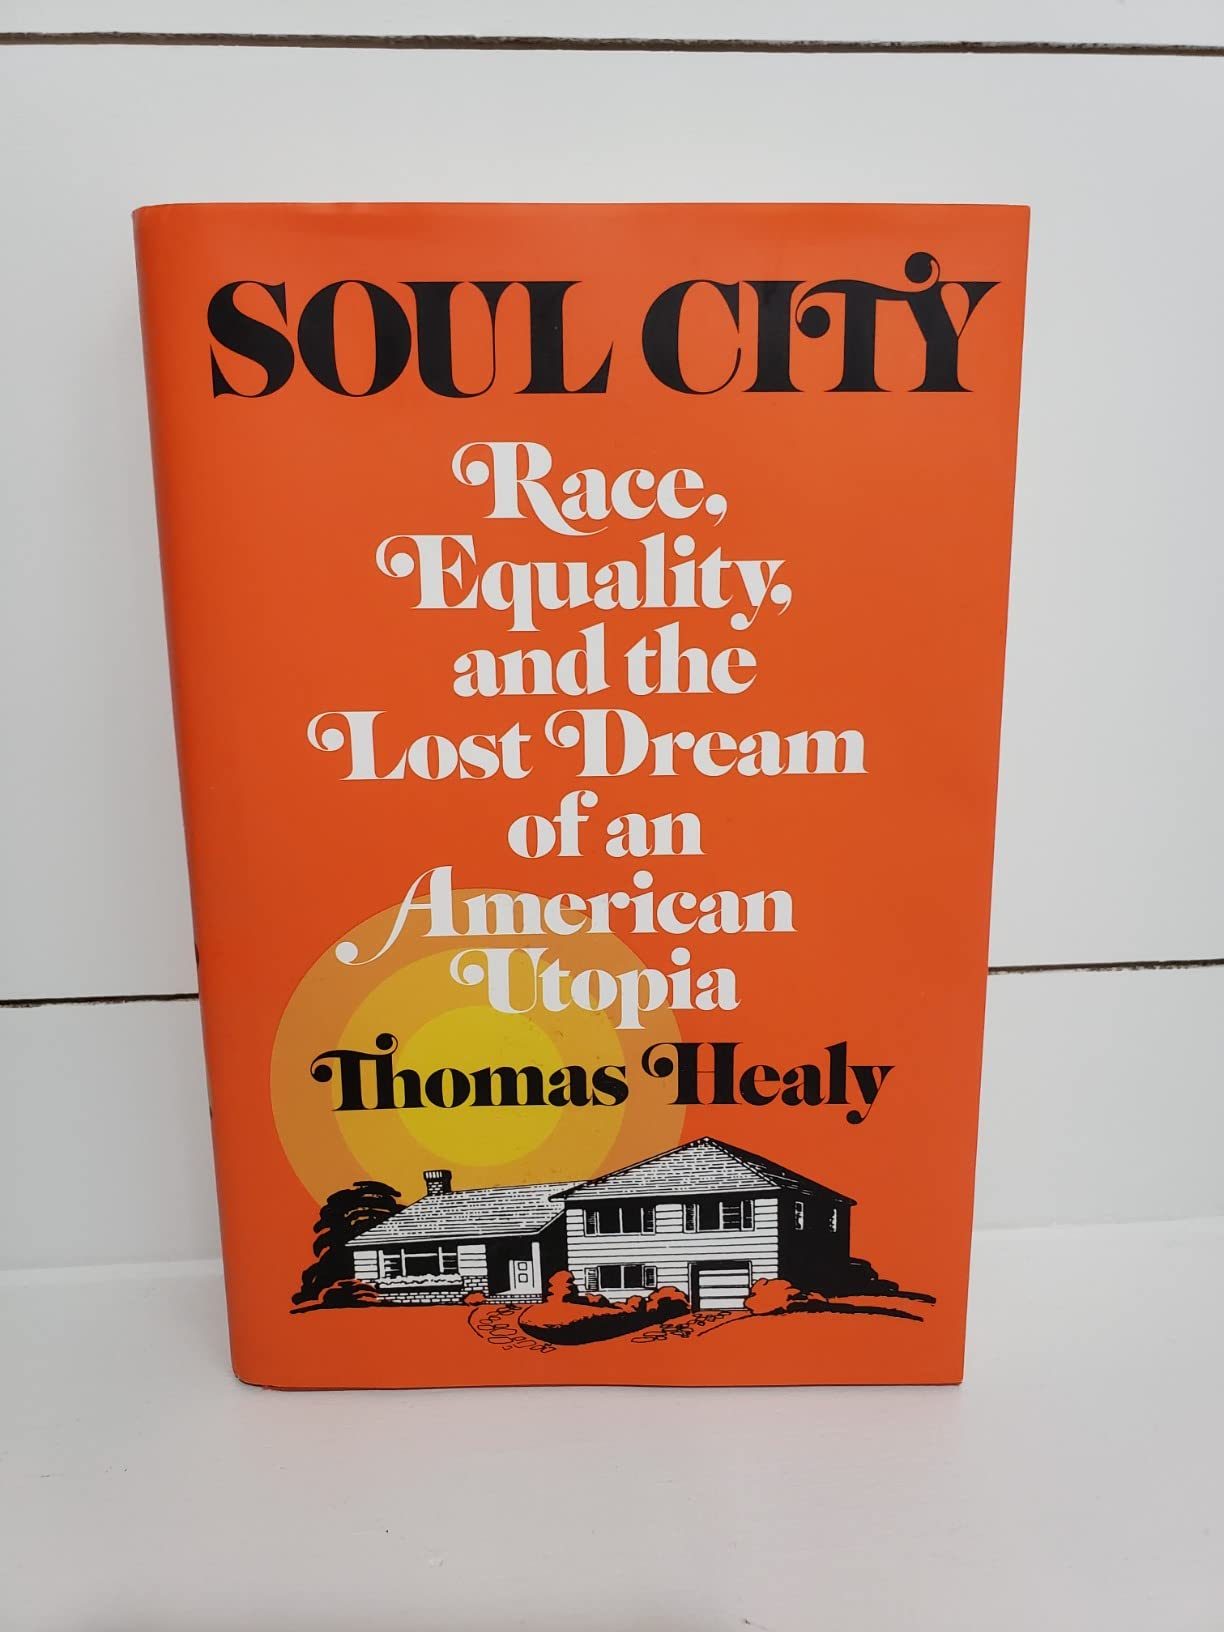 SOUL CITY
Race,
Equality,
and the
Lost Dream
of an
American
Utopia
Thomas Healy